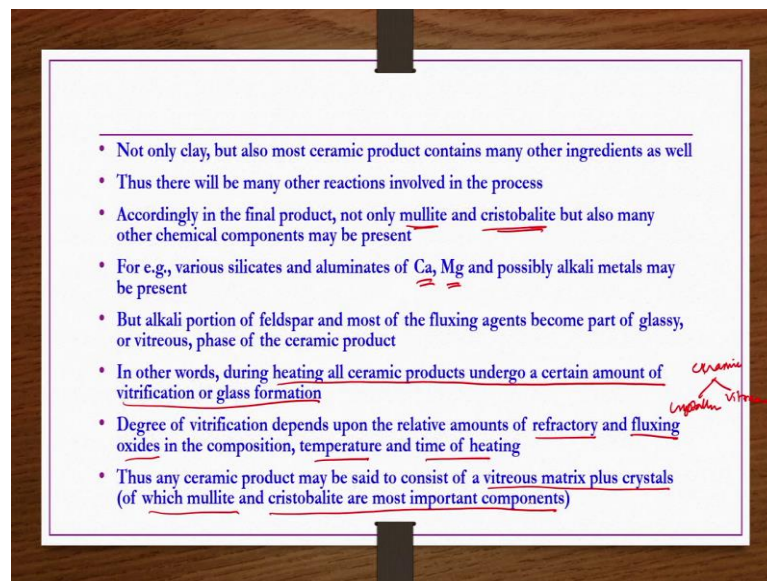 • Not only clay, but also most ceramic product contains many other ingredients as well
• Thus there will be many other reactions involved in the process
• Accordingly in the final product, not only mullite and cristobalite but also many
other chemical components may be present
• For e.g., various silicates and aluminates of Ca, Mg and possibly alkali metals may
be present
• But alkali portion of feldspar and most of the fluxing agents become part of glassy,
or vitreous, phase of the ceramic product
• In other words, during heating all ceramic products undergo a certain amount of
vitrification or glass formation
ceramic
• Degree of vitrification depends upon the relative amounts of refractory and fluxing
oxides in the composition, temperature and time of heating
• Thus any ceramic product may be said to consist of a vitreous matrix plus crystals
(of which mullite and cristobalite are most important components)